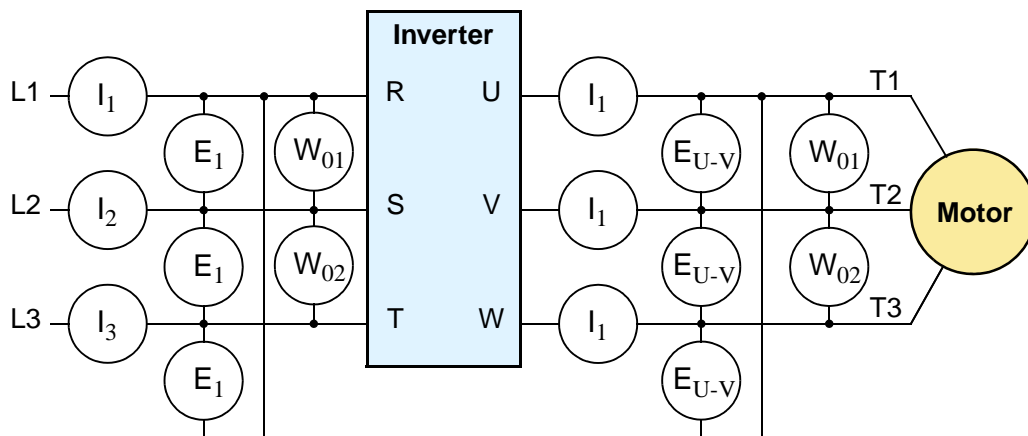 Inverter
L1 I1 R U I1 T1
E1 W01 EU-V W01
L2 I2 S V I1 T2 Motor
E1 W02 EU-V W02
L3 I3 T W I1 T3
E1 EU-V